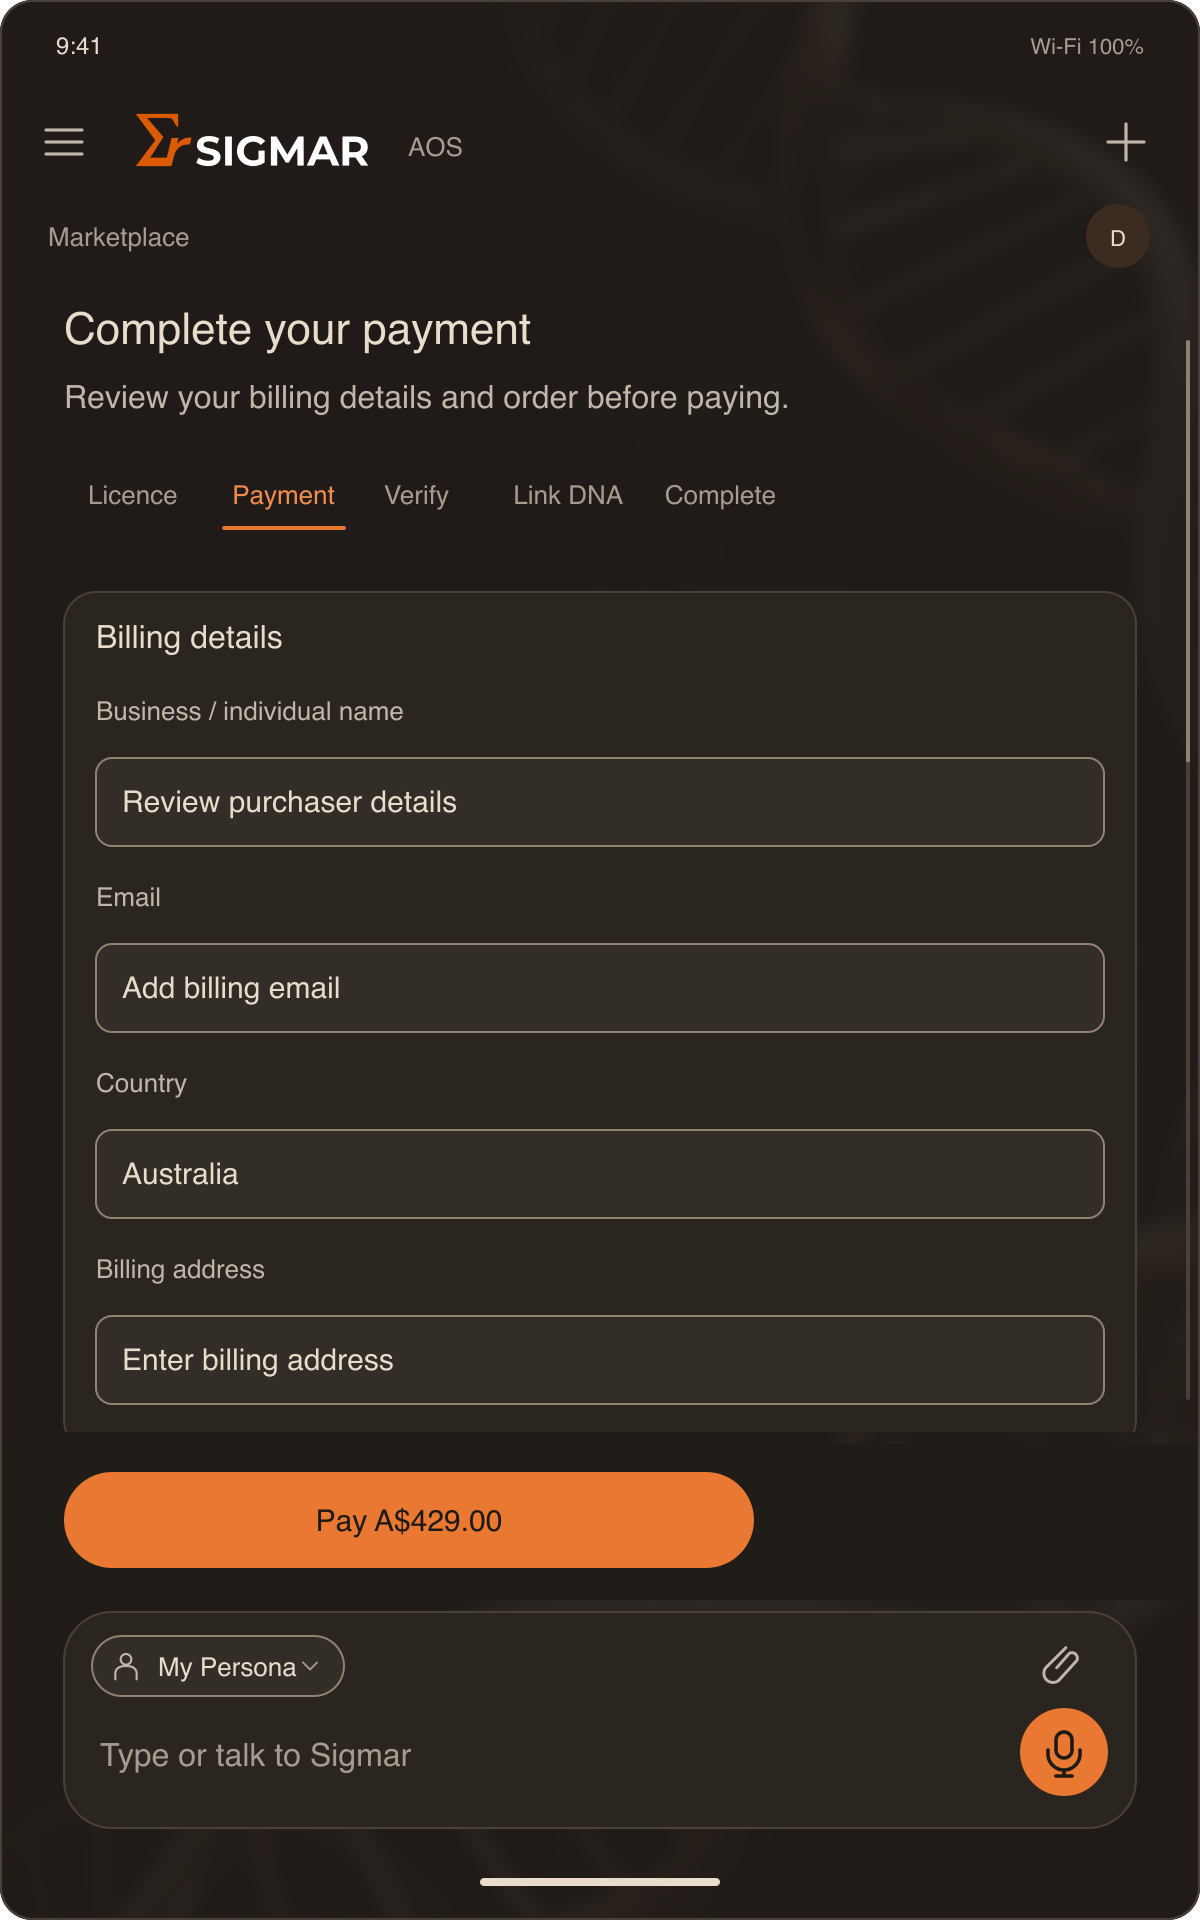 9:41
Wi-Fi 100%
Σr SIGMAR AOS
Marketplace
D
Complete your payment
Review your billing details and order before paying.
Licence Payment Verify Link DNA Complete
Billing details
Business / individual name
Review purchaser details
Email
Add billing email
Country
Australia
Billing address
Enter billing address
Pay A$429.00
My Persona
Type or talk to Sigmar